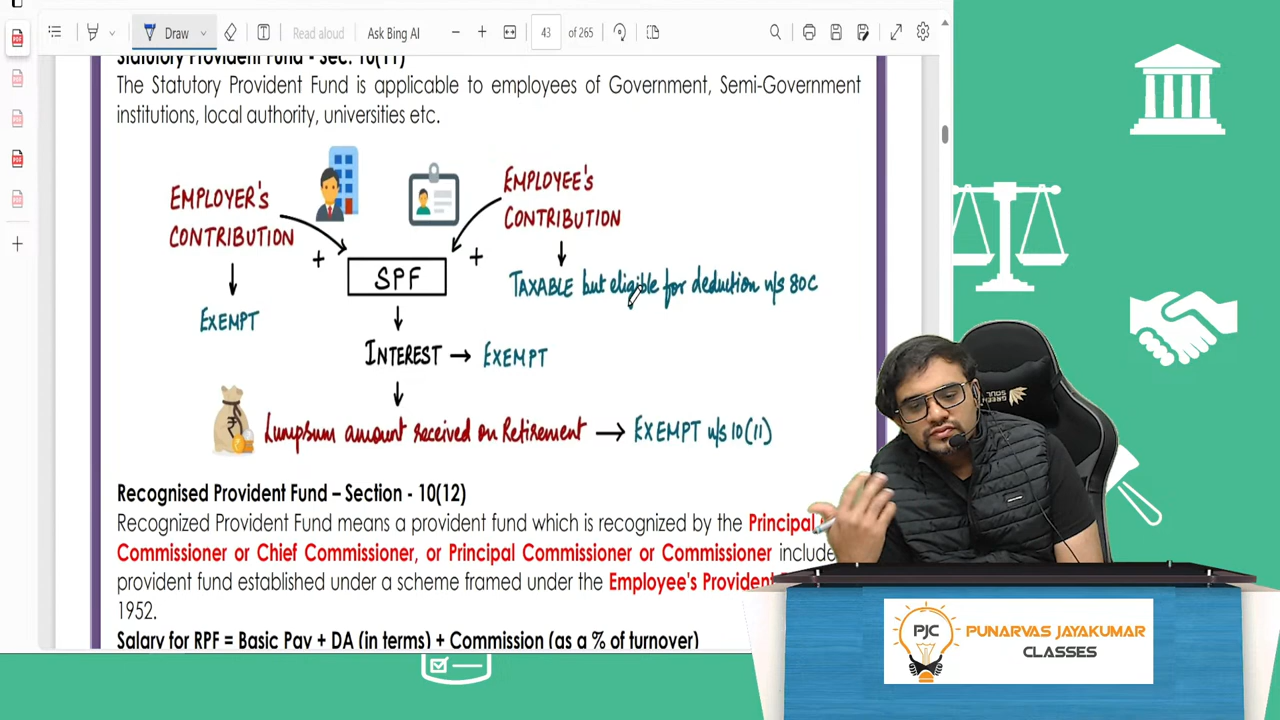 Draw
Read aloud
Ask Bing AI
43
of 265
Statutory Provident Fund - Sec. 10(11)
The Statutory Provident Fund is applicable to employees of Government, Semi-Government
institutions, local authority, universities etc.
EMPLOYER'S
CONTRIBUTION
EMPLOYEE'S
CONTRIBUTION
+
SPF
+
EXEMPT
TAXABLE but eligible for deduction u/s 80C
INTEREST → EXEMPT
Lumpsum amount received on Retirement → EXEMPT u/s 10(11)
Recognised Provident Fund – Section - 10(12)
Recognized Provident Fund means a provident fund which is recognized by the Principal
Commissioner or Chief Commissioner, or Principal Commissioner or Commissioner include
provident fund established under a scheme framed under the Employee's Provident
1952.
Salary for RPF = Basic Pay + DA (in terms) + Commission (as a % of turnover)
GREEN
SOUL
PJC
PUNARVAS JAYAKUMAR
CLASSES